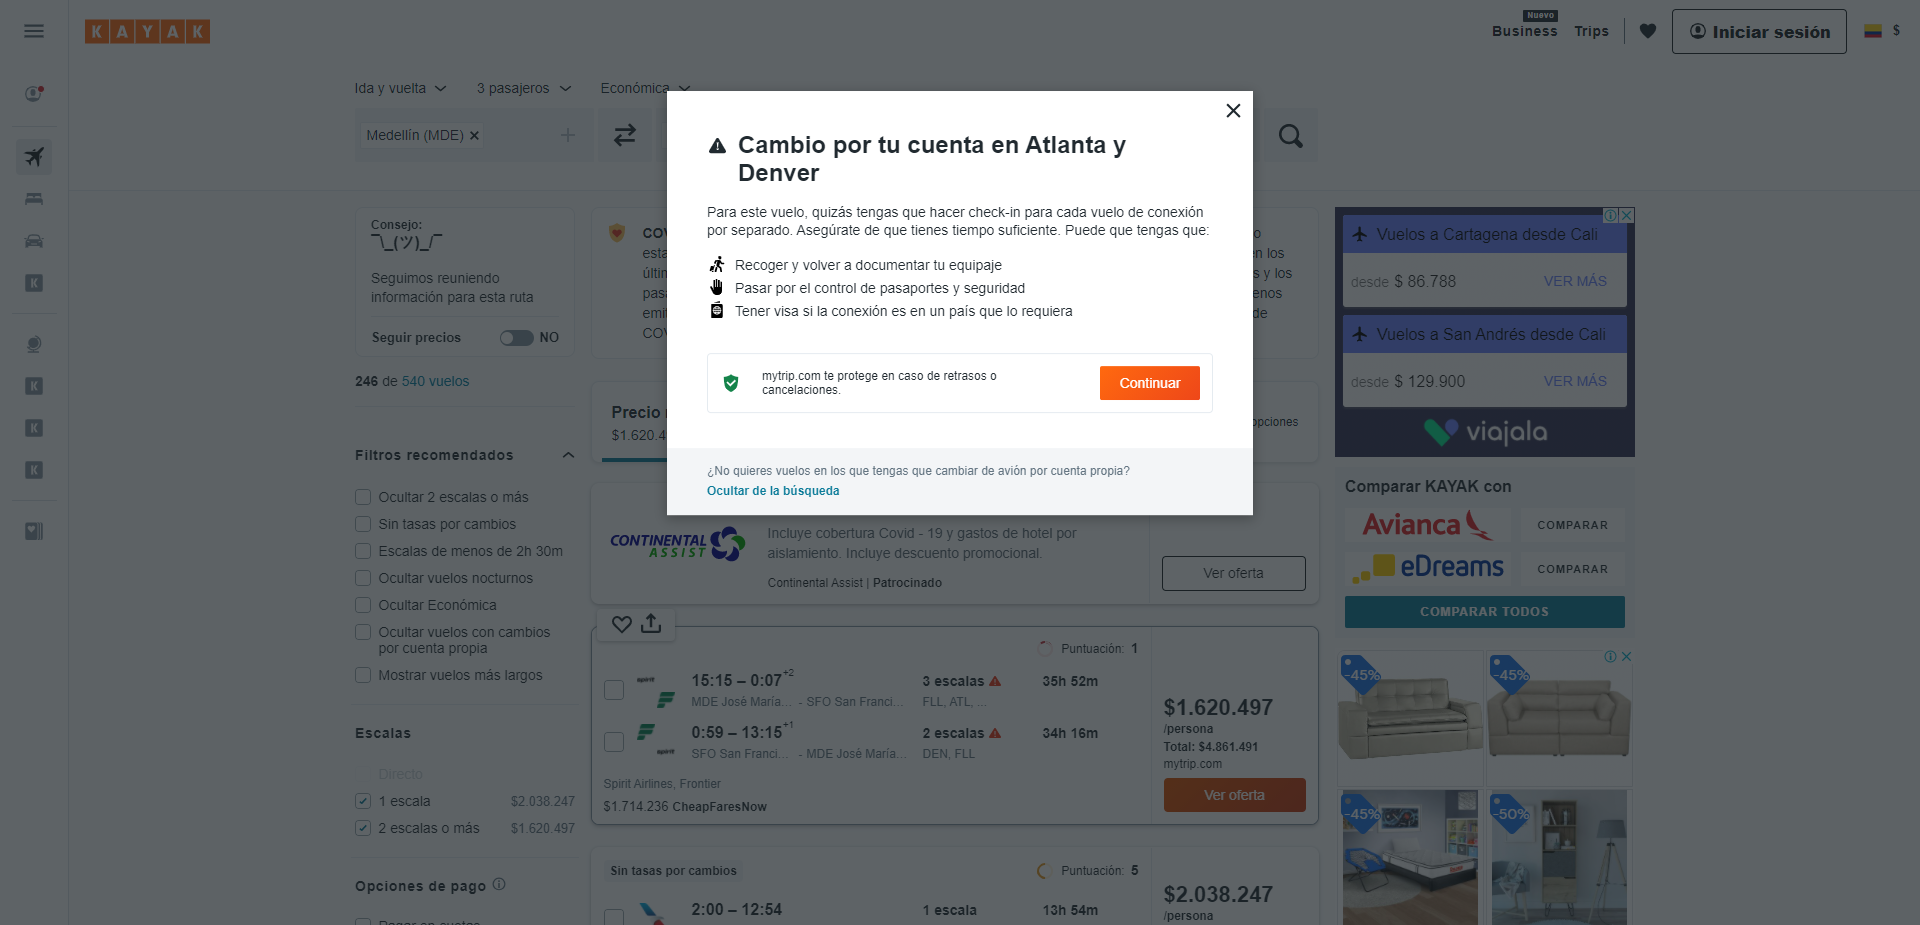 KAYAK
Nuevo
Business
Trips
Iniciar sesión
$
Ida y vuelta
3 pasajeros
Económica
Medellín (MDE)
Cambio por tu cuenta en Atlanta y
Denver
Para este vuelo, quizás tengas que hacer check-in para cada vuelo de conexión
por separado. Asegúrate de que tienes tiempo suficiente. Puede que tengas que:
Recoger y volver a documentar tu equipaje
Pasar por el control de pasaportes y seguridad
Tener visa si la conexión es en un país que lo requiera
mytrip.com te protege en caso de retrasos o
cancelaciones.
Continuar
¿No quieres vuelos en los que tengas que cambiar de avión por cuenta propia?
Ocultar de la búsqueda
Consejo:
¯\_(ツ)_/¯
Seguimos reuniendo
información para esta ruta
Seguir precios
NO
246 de 540 vuelos
Filtros recomendados
Ocultar 2 escalas o más
Sin tasas por cambios
Escalas de menos de 2h 30m
Ocultar vuelos nocturnos
Ocultar Económica
Ocultar vuelos con cambios
por cuenta propia
Mostrar vuelos más largos
Escalas
Directo
1 escala $2.038.247
2 escalas o más $1.620.497
Opciones de pago
Pagar en cuotas
Precio
$1.620.4
opciones
CONTINENTAL
ASSIST
Incluye cobertura Covid - 19 y gastos de hotel por
aislamiento. Incluye descuento promocional.
Continental Assist | Patrocinado
Ver oferta
Puntuación: 1
15:15 – 0:07+2
3 escalas
35h 52m
MDE José María... - SFO San Franci...
FLL, ATL, ...
spirit
0:59 – 13:15+1
2 escalas
34h 16m
SFO San Franci... - MDE José María...
DEN, FLL
spirit
Spirit Airlines, Frontier
$1.714.236 CheapFaresNow
$1.620.497
/persona
Total: $4.861.491
mytrip.com
Ver oferta
Sin tasas por cambios
Puntuación: 5
2:00 – 12:54
1 escala
13h 54m
$2.038.247
/persona
Vuelos a Cartagena desde Cali
desde $ 86.788
VER MÁS
Vuelos a San Andrés desde Cali
desde $ 129.900
VER MÁS
viajala
Comparar KAYAK con
Avianca
COMPARAR
eDreams
COMPARAR
COMPARAR TODOS
-45%
-45%
-45%
-50%